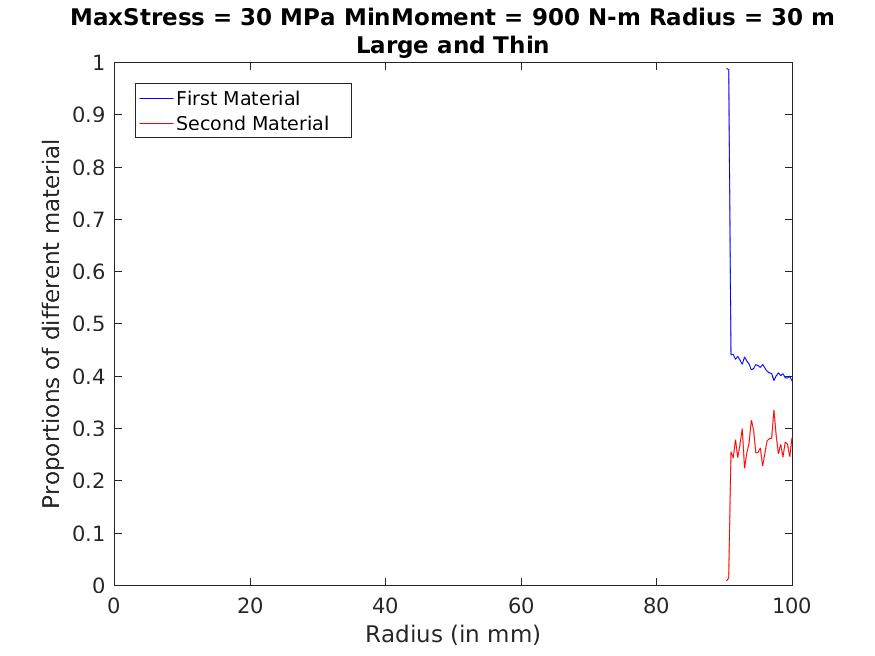 MaxStress = 30 MPa MinMoment = 900 N-m Radius = 30 m
Large and Thin
First Material
Second Material
Proportions of different material
1
0.9
0.8
0.7
0.6
0.5
0.4
0.3
0.2
0.1
0
0 20 40 60 80 100
Radius (in mm)